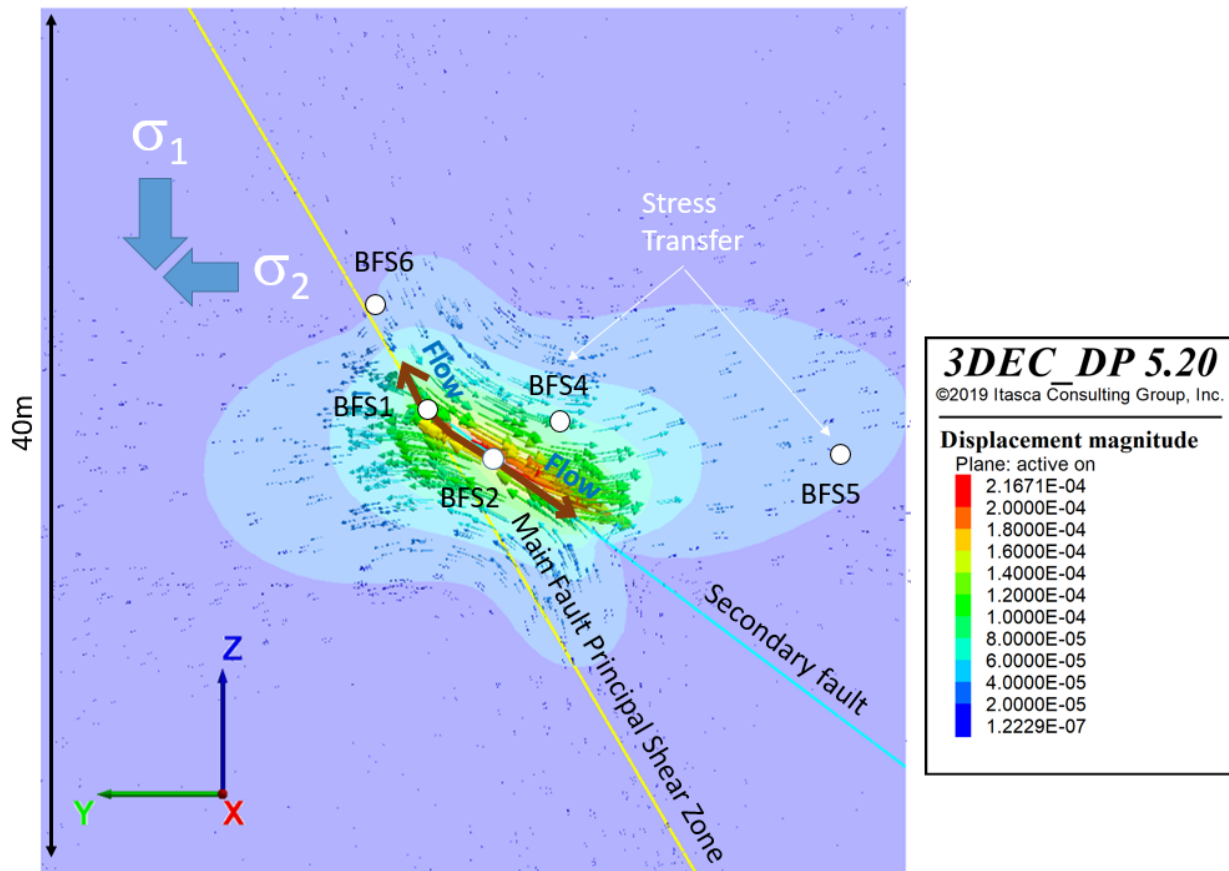 40m
σ1
σ2
Stress
Transfer
BFS6
Flow
BFS4
BFS1
Flow
BFS5
BFS2
Main Fault Principal Shear Zone
Secondary fault
Z
Y
X
3DEC_DP 5.20
©2019 Itasca Consulting Group, Inc.
Displacement magnitude
Plane: active on
2.1671E-04
2.0000E-04
1.8000E-04
1.6000E-04
1.4000E-04
1.2000E-04
1.0000E-04
8.0000E-05
6.0000E-05
4.0000E-05
2.0000E-05
1.2229E-07